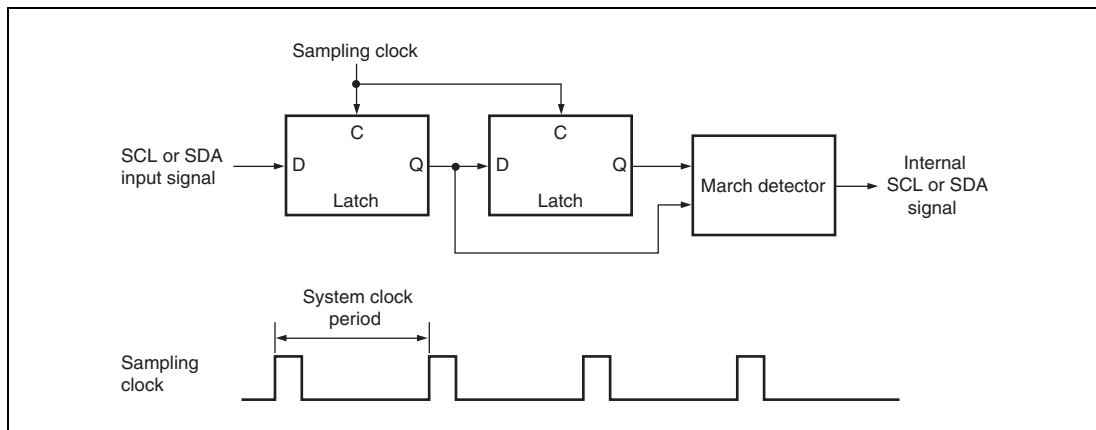 Sampling clock
SCL or SDA
input signal
D
C
Q
Latch
D
C
Q
Latch
March detector
Internal
SCL or SDA
signal
System clock
period
Sampling
clock